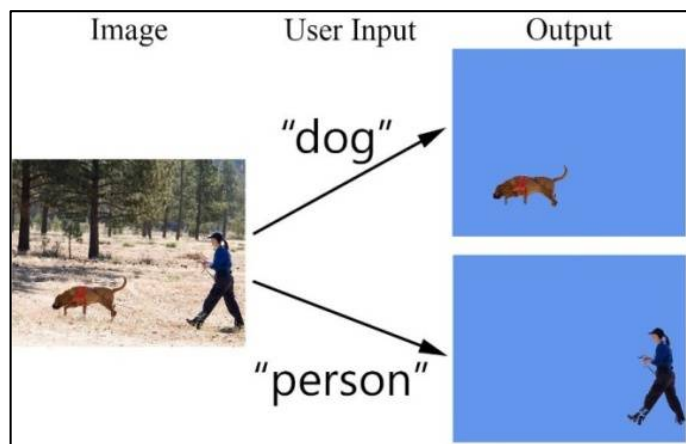 Image User Input Output
“dog”
“person”